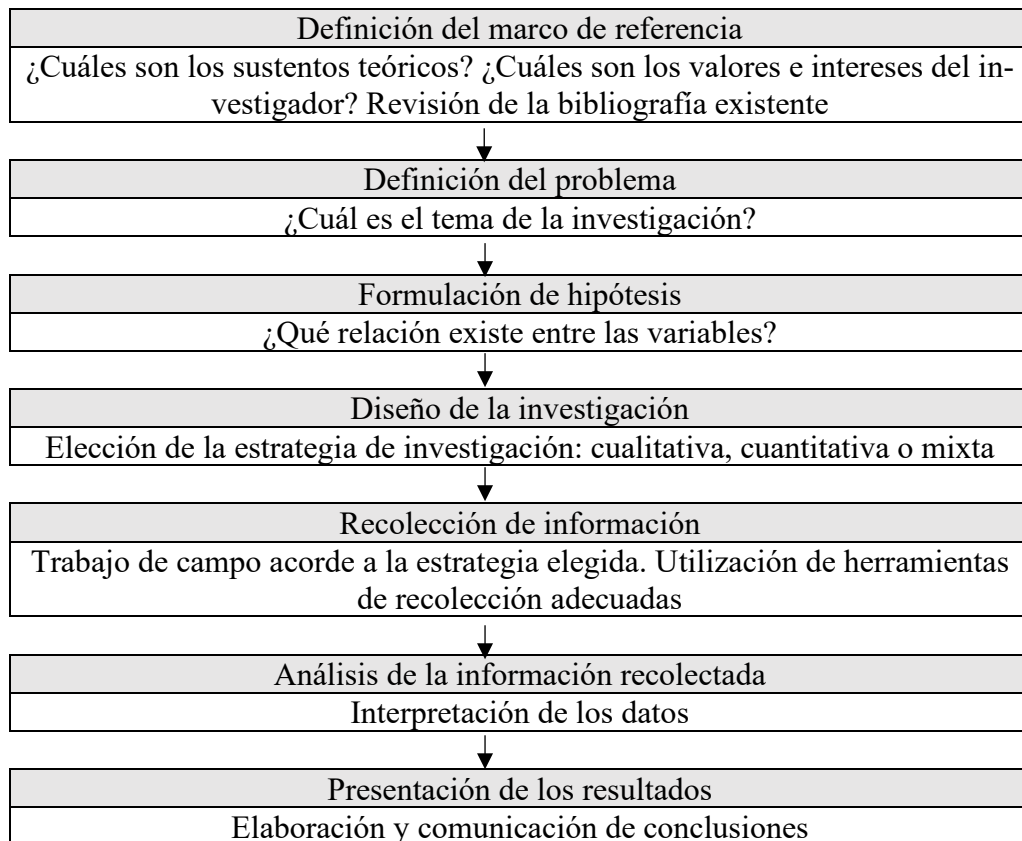 Definición del marco de referencia
¿Cuáles son los sustentos teóricos? ¿Cuáles son los valores e intereses del in-
vestigador? Revisión de la bibliografía existente
Definición del problema
¿Cuál es el tema de la investigación?
Formulación de hipótesis
¿Qué relación existe entre las variables?
Diseño de la investigación
Elección de la estrategia de investigación: cualitativa, cuantitativa o mixta
Recolección de información
Trabajo de campo acorde a la estrategia elegida. Utilización de herramientas
de recolección adecuadas
Análisis de la información recolectada
Interpretación de los datos
Presentación de los resultados
Elaboración y comunicación de conclusiones